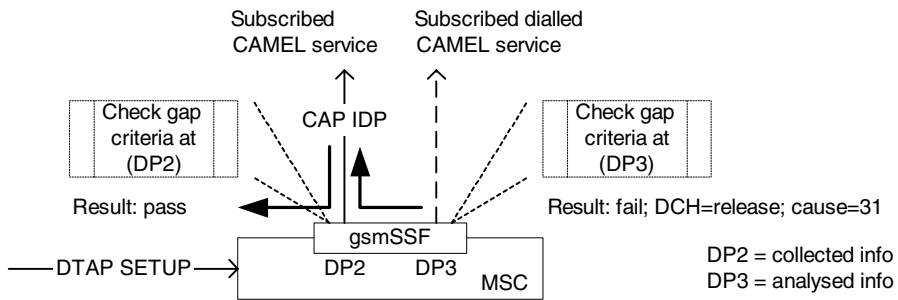 Subscribed
CAMEL service
Subscribed dialled
CAMEL service
Check gap
criteria at
(DP2)
CAP IDP
Check gap
criteria at
(DP3)
Result: pass
Result: fail; DCH=release; cause=31
gsmSSF
DTAP SETUP
DP2
DP3
MSC
DP2 = collected info
DP3 = analysed info